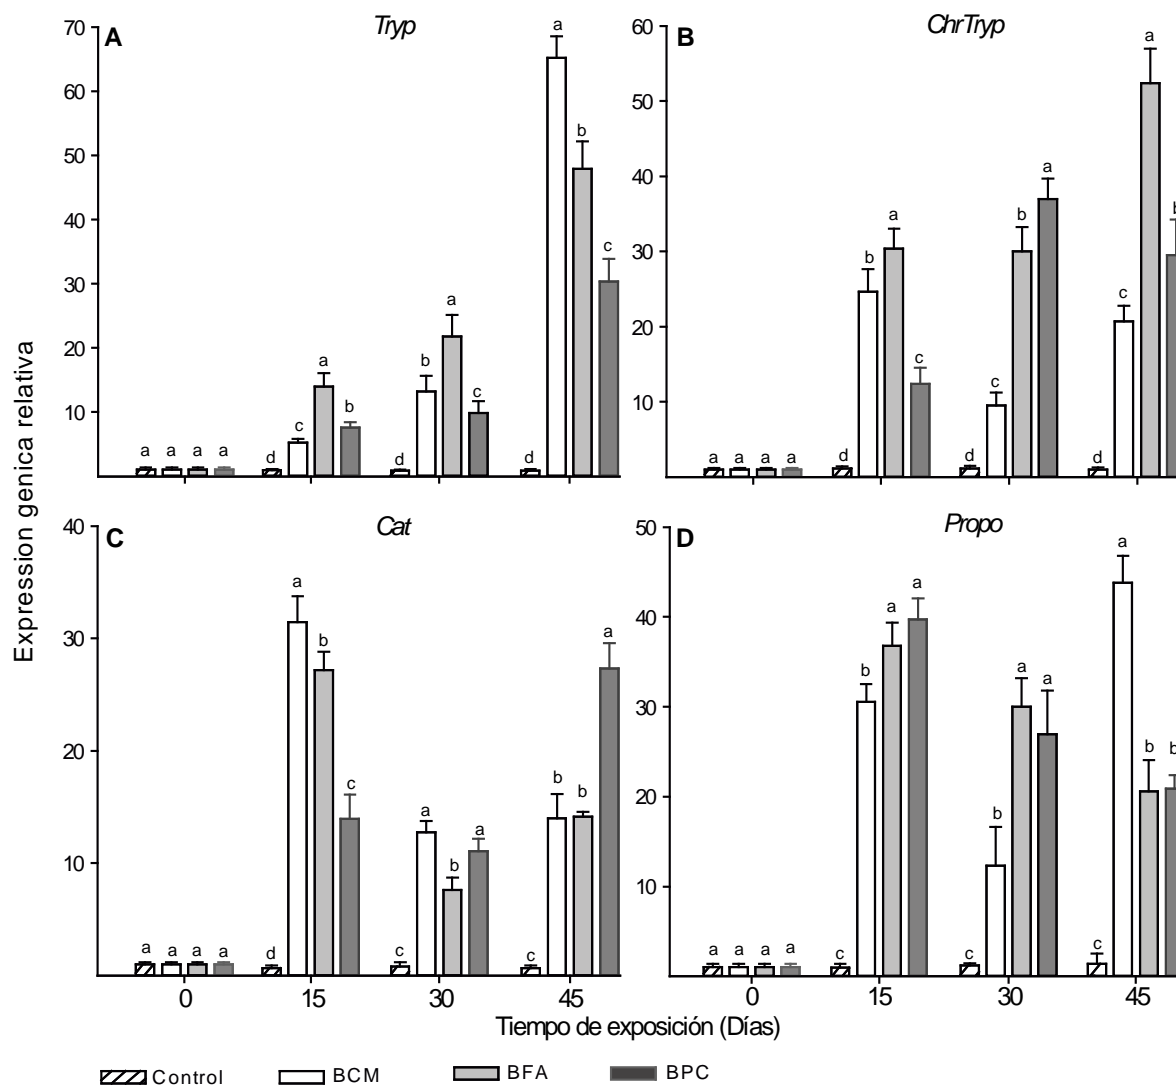 Expression genica relativa
A
Tryp
70
60
50
40
30
20
10
a a a a
d c a b
d b a c
d a b c
B
ChrTryp
60
50
40
30
20
10
a a a a
d b a c
d c b a
d c a b
C
Cat
40
30
20
10
a a a a
d a b c
c a b a
c b b a
0 15 30 45
D
Propo
50
40
30
20
10
a a a a
c b a a
c b a a
c a b b
0 15 30 45
Tiempo de exposición (Días)
Control BCM BFA BPC